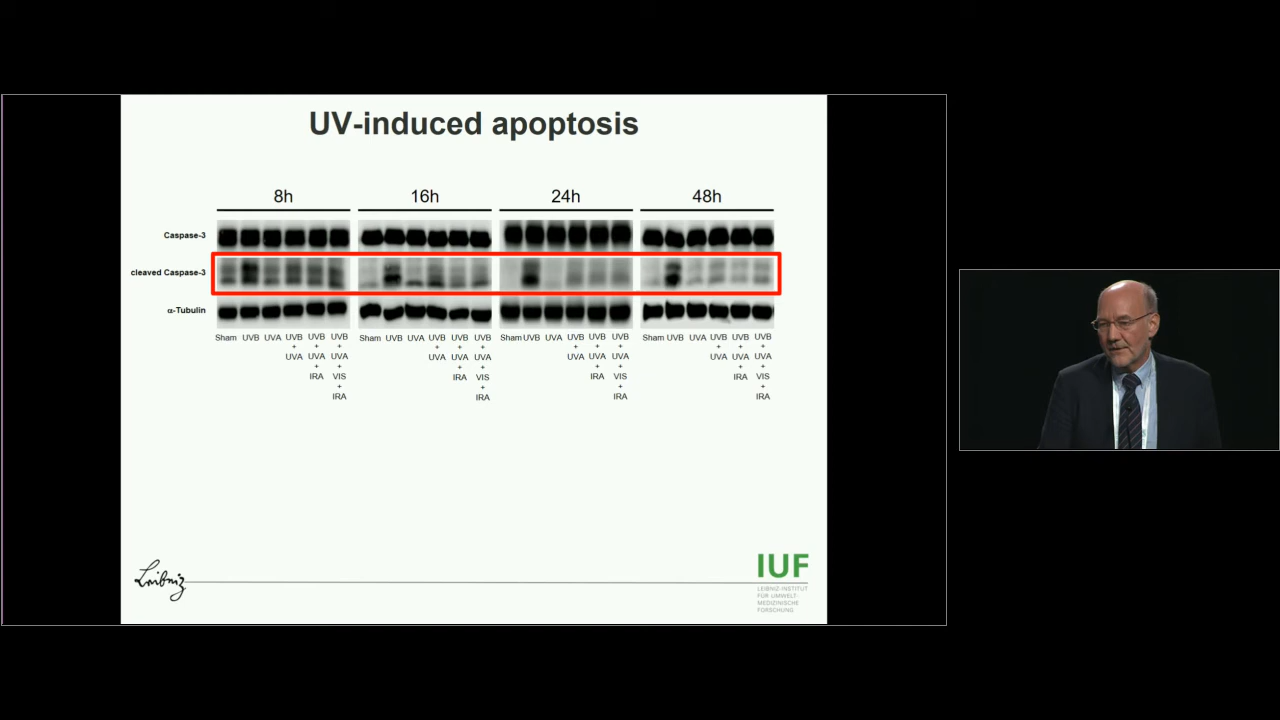 UV-induced apoptosis
8h 16h 24h 48h
Caspase-3
cleaved Caspase-3
α-Tubulin
Sham UVB UVA UVB + UVA UVB + UVA + IRA UVB + UVA + VIS + IRA
Sham UVB UVA UVB + UVA UVB + UVA + IRA UVB + UVA + VIS + IRA
Sham UVB UVA UVB + UVA UVB + UVA + IRA UVB + UVA + VIS + IRA
Sham UVB UVA UVB + UVA UVB + UVA + IRA UVB + UVA + VIS + IRA
Leibniz
IUF
LEIBNIZ-INSTITUT
FÜR UMWELT-
MEDIZINISCHE
FORSCHUNG